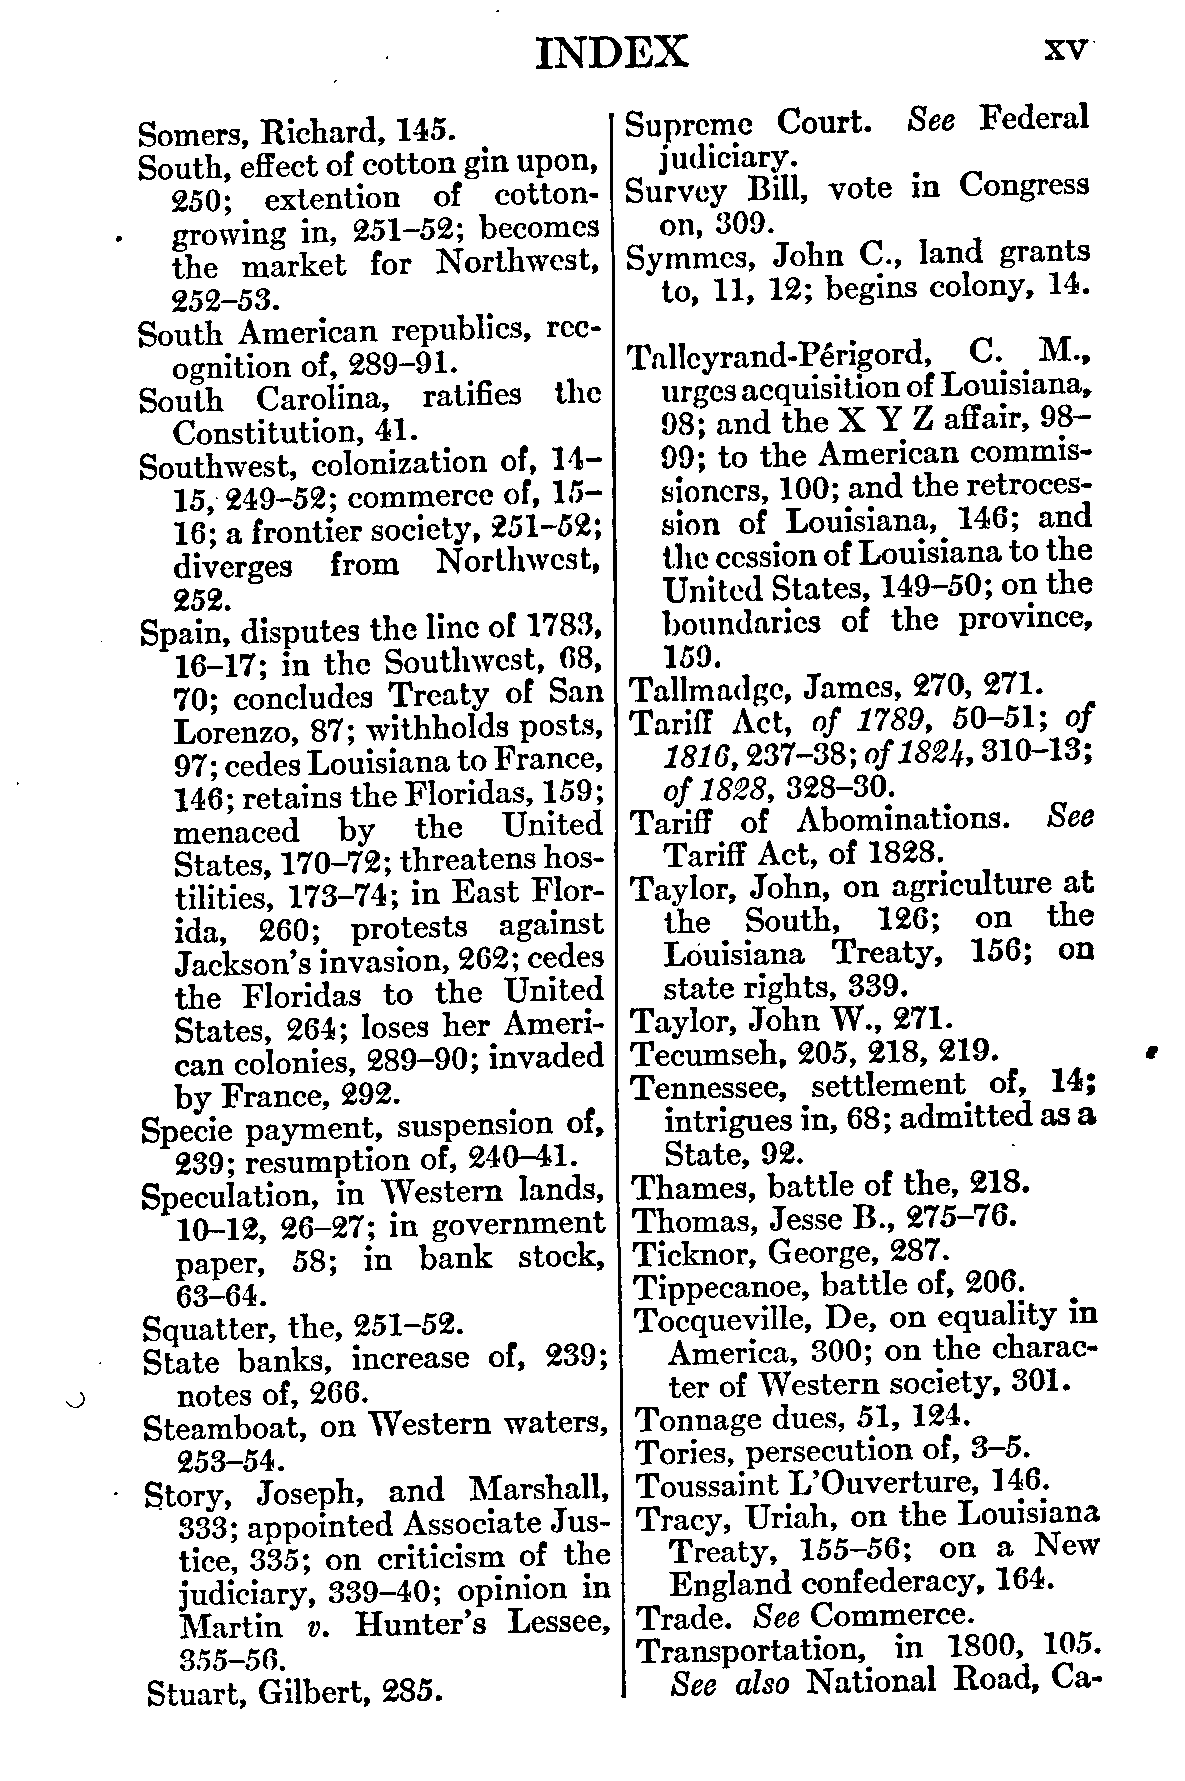 INDEX xv
Somers, Richard, 145.
South, effect of cotton gin upon,
250; extention of cotton-
growing in, 251–52; becomes
the market for Northwest,
252–53.
South American republics, rec-
ognition of, 289–91.
South Carolina, ratifies the
Constitution, 41.
Southwest, colonization of, 14–
15, 249–52; commerce of, 15–
16; a frontier society, 251–52;
diverges from Northwest,
252.
Spain, disputes the line of 1783,
16–17; in the Southwest, 68,
70; concludes Treaty of San
Lorenzo, 87; withholds posts,
97; cedes Louisiana to France,
146; retains the Floridas, 159;
menaced by the United
States, 170–72; threatens hos-
tilities, 173–74; in East Flor-
ida, 260; protests against
Jackson's invasion, 262; cedes
the Floridas to the United
States, 264; loses her Ameri-
can colonies, 289–90; invaded
by France, 292.
Specie payment, suspension of,
239; resumption of, 240–41.
Speculation, in Western lands,
10–12, 26–27; in government
paper, 58; in bank stock,
63–64.
Squatter, the, 251–52.
State banks, increase of, 239;
notes of, 266.
Steamboat, on Western waters,
253–54.
Story, Joseph, and Marshall,
333; appointed Associate Jus-
tice, 335; on criticism of the
judiciary, 339–40; opinion in
Martin v. Hunter's Lessee,
355–56.
Stuart, Gilbert, 285.
Supreme Court. See Federal
judiciary.
Survey Bill, vote in Congress
on, 309.
Symmes, John C., land grants
to, 11, 12; begins colony, 14.
Talleyrand-Périgord, C. M.,
urges acquisition of Louisiana,
98; and the X Y Z affair, 98–
99; to the American commis-
sioners, 100; and the retroces-
sion of Louisiana, 146; and
the cession of Louisiana to the
United States, 149–50; on the
boundaries of the province,
159.
Tallmadge, James, 270, 271.
Tariff Act, of 1789, 50–51; of
1816, 237–38; of 1824, 310–13;
of 1828, 328–30.
Tariff of Abominations. See
Tariff Act, of 1828.
Taylor, John, on agriculture at
the South, 126; on the
Louisiana Treaty, 156; on
state rights, 339.
Taylor, John W., 271.
Tecumseh, 205, 218, 219.
Tennessee, settlement of, 14;
intrigues in, 68; admitted as a
State, 92.
Thames, battle of the, 218.
Thomas, Jesse B., 275–76.
Ticknor, George, 287.
Tippecanoe, battle of, 206.
Tocqueville, De, on equality in
America, 300; on the charac-
ter of Western society, 301.
Tonnage dues, 51, 124.
Tories, persecution of, 3–5.
Toussaint L'Ouverture, 146.
Tracy, Uriah, on the Louisiana
Treaty, 155–56; on a New
England confederacy, 164.
Trade. See Commerce.
Transportation, in 1800, 105.
See also National Road, Ca-